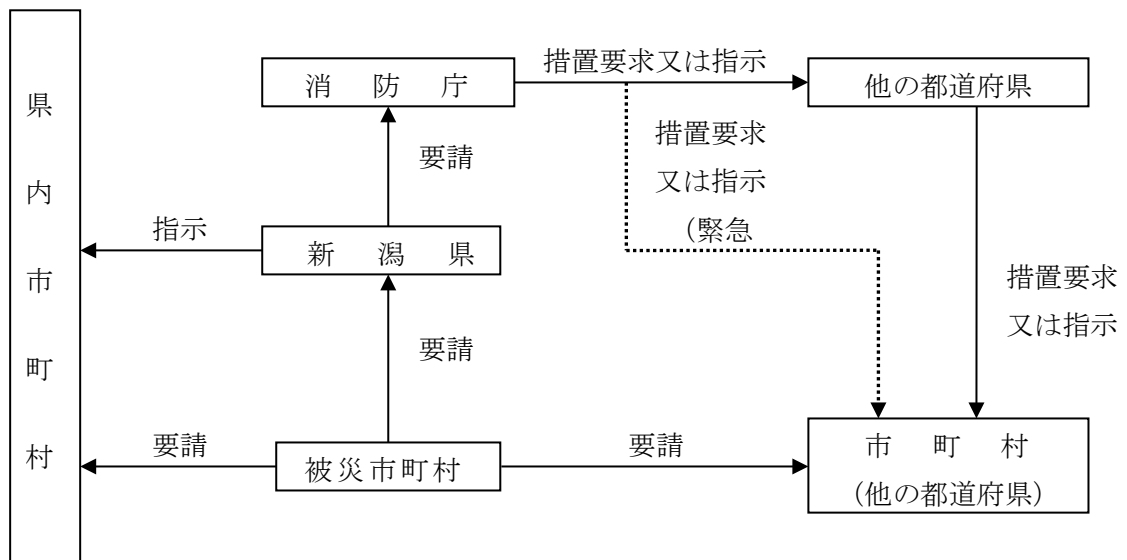 県内市町村
消防庁
措置要求又は指示
他の都道府県
要請
措置要求
又は指示
(緊急
指示
新潟県
要請
措置要求
又は指示
要請
被災市町村
要請
市町村
(他の都道府県)